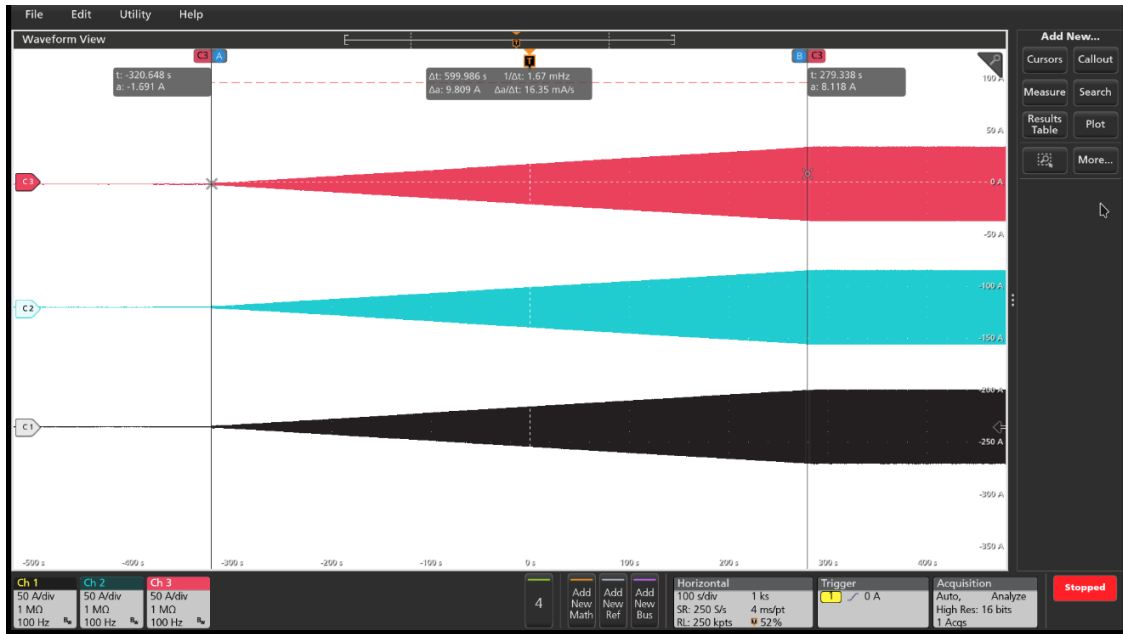 File Edit Utility Help
Waveform View
Add New...
C3 A
B C3
T
t: -320.648 s
a: -1.691 A
Δt: 599.986 s 1/Δt: 1.67 mHz
Δa: 9.809 A Δa/Δt: 16.35 mA/s
t: 279.338 s
a: 8.118 A
100 A
Cursors Callout
Measure Search
Results Table Plot
More...
50 A
C3
0 A
-50 A
-100 A
C2
-150 A
-200 A
C1
-250 A
-300 A
-350 A
-500 s -400 s -300 s -200 s -100 s 0 s 100 s 200 s 300 s 400 s
Ch 1
50 A/div
1 MΩ
100 Hz Bw
Ch 2
50 A/div
1 MΩ
100 Hz Bw
Ch 3
50 A/div
1 MΩ
100 Hz Bw
4
Add New Math
Add New Ref
Add New Bus
Horizontal
100 s/div 1 ks
SR: 250 S/s 4 ms/pt
RL: 250 kpts 52%
Trigger
1 0 A
Acquisition
Auto, Analyze
High Res: 16 bits
1 Acqs
Stopped